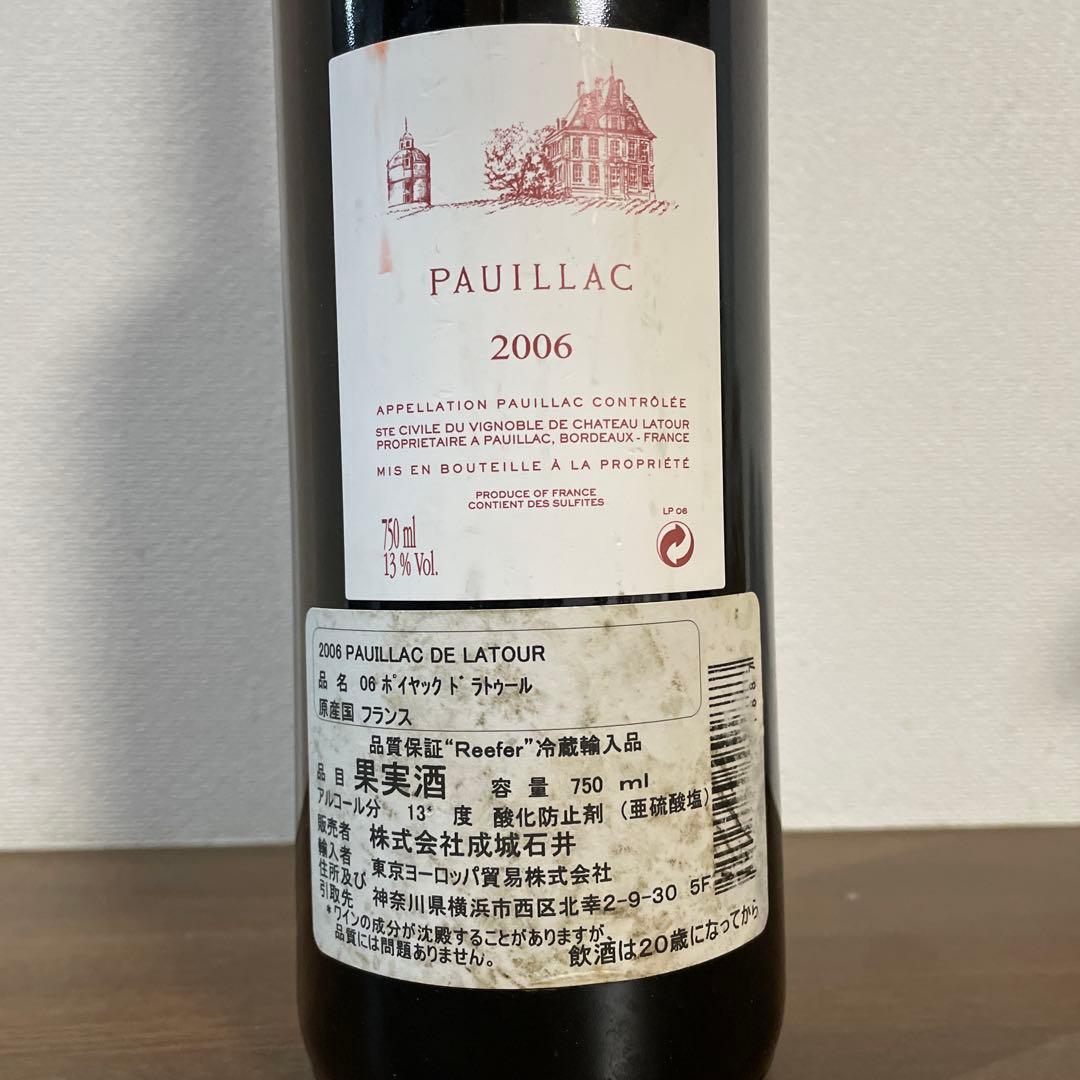 PAUILLAC
2006
APPELLATION PAUILLAC CONTRÔLÉE
STE CIVILE DU VIGNOBLE DE CHATEAU LATOUR
PROPRIETAIRE A PAUILLAC, BORDEAUX - FRANCE
MIS EN BOUTEILLE À LA PROPRIÉTÉ
PRODUCE OF FRANCE
CONTIENT DES SULFITES
LP 06
750 ml
13 % Vol.
2006 PAUILLAC DE LATOUR
品 名 06 ポイヤック ド ラトゥール
原産国 フランス
品質保証“Reefer”冷蔵輸入品
品 目 果実酒 容 量 750 ml
アルコール分 13 度 酸化防止剤 (亜硫酸塩)
販売者 株式会社成城石井
輸入者 東京ヨーロッパ貿易株式会社
住所及び
引取先 神奈川県横浜市西区北幸2-9-30 5F
*ワインの成分が沈殿することがありますが、
品質には問題ありません。
飲酒は20歳になってから